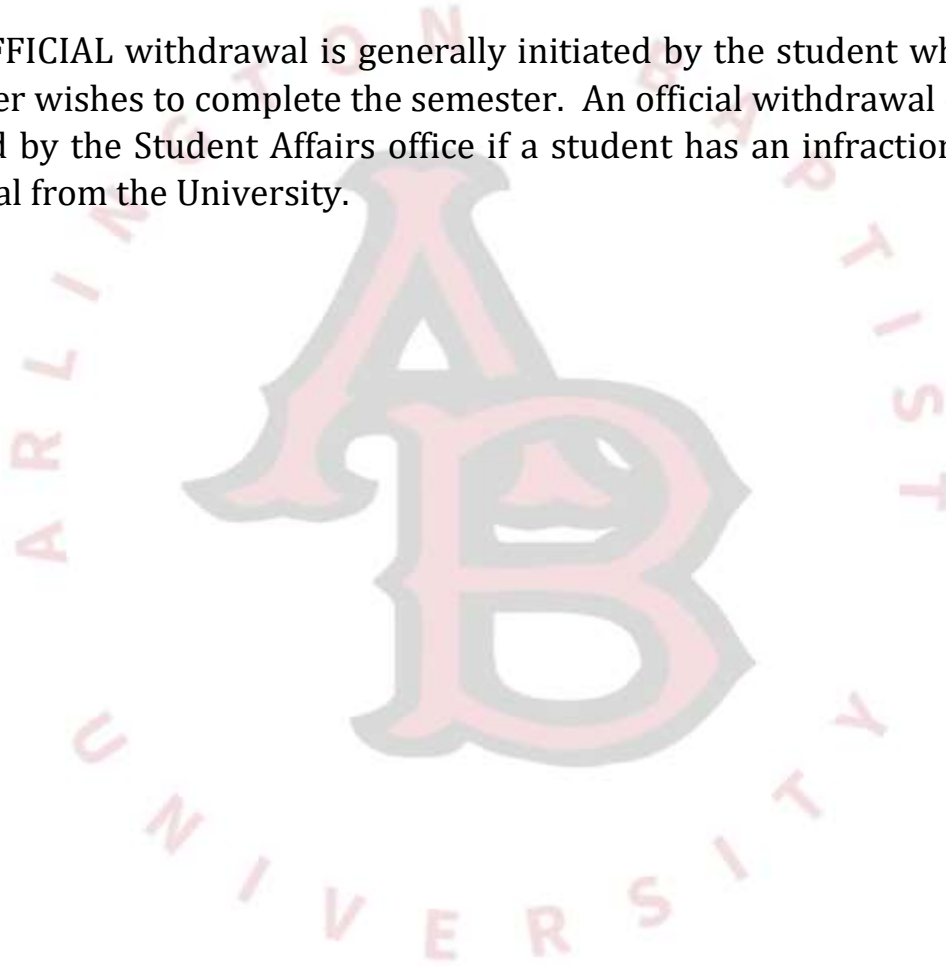 FFICIAL withdrawal is generally initiated by the student wh
er wishes to complete the semester. An official withdrawal
d by the Student Affairs office if a student has an infraction
al from the University.
ARLINGTON BAPTIST
AB
UNIVERSITY